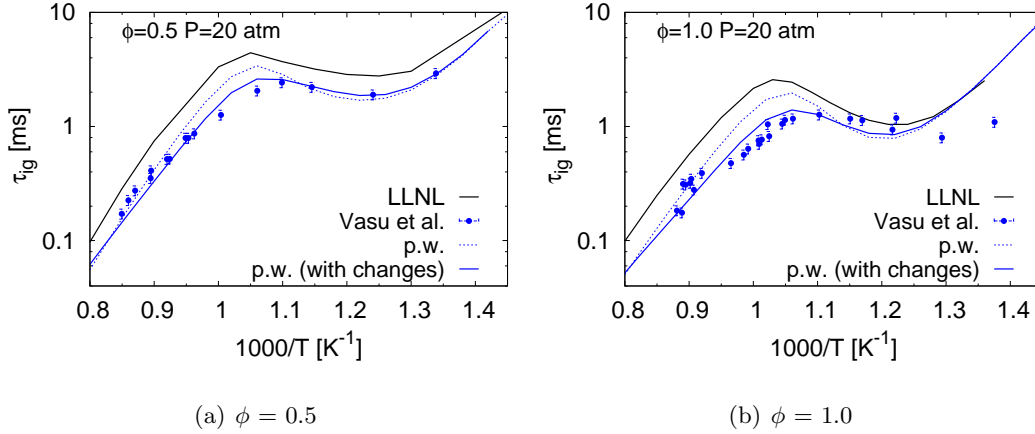 10
1
0.1
τig [ms]
ϕ=0.5 P=20 atm
LLNL
Vasu et al.
p.w.
p.w. (with changes)
0.8 0.9 1 1.1 1.2 1.3 1.4
1000/T [K-1]
(a) ϕ = 0.5
10
1
0.1
τig [ms]
ϕ=1.0 P=20 atm
LLNL
Vasu et al.
p.w.
p.w. (with changes)
0.8 0.9 1 1.1 1.2 1.3 1.4
1000/T [K-1]
(b) ϕ = 1.0